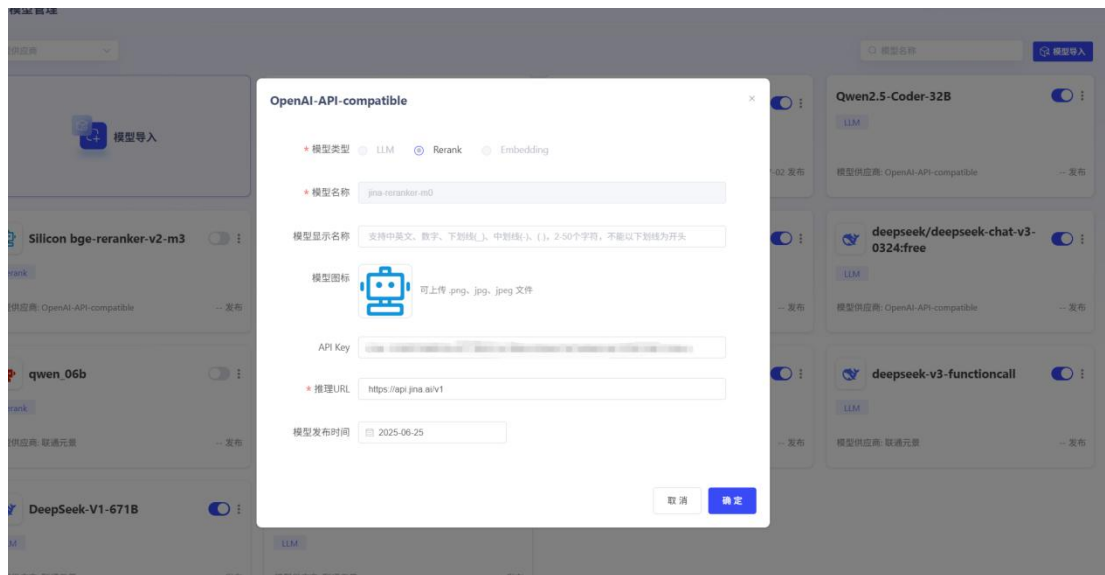 模型管理
供应商
模型名称
模型导入
模型导入
OpenAI-API-compatible
* 模型类型 LLM Rerank Embedding
* 模型名称 jina-reranker-m0
模型显示名称 支持中英文、数字、下划线(_)、中划线(-)、(.)，2-50个字符，不能以下划线为开头
模型图标 可上传 .png、jpg、jpeg 文件
API Key
* 推理URL https://api.jina.ai/v1
模型发布时间 2025-06-25
取 消 确 定
-02 发布
Qwen2.5-Coder-32B
LLM
模型供应商: OpenAI-API-compatible -- 发布
Silicon bge-reranker-v2-m3
rank
供应商: OpenAI-API-compatible -- 发布
-- 发布
deepseek/deepseek-chat-v3-
0324:free
LLM
模型供应商: OpenAI-API-compatible -- 发布
qwen_06b
rank
供应商: 联通元景 -- 发布
-- 发布
deepseek-v3-functioncall
LLM
模型供应商: 联通元景 -- 发布
DeepSeek-V1-671B
LLM